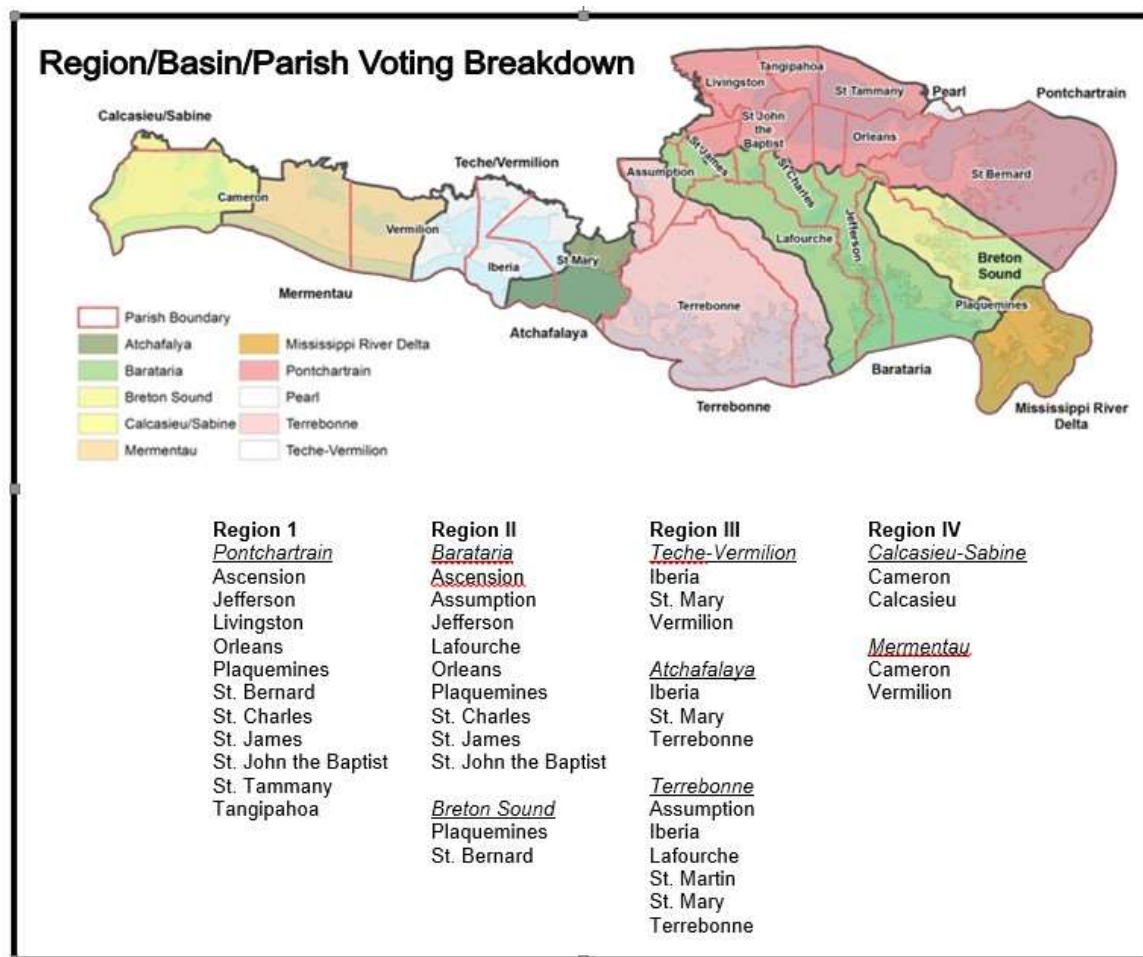 Region/Basin/Parish Voting Breakdown
Calcasieu/Sabine
Cameron
Mermentau
Vermilion
Teche/Vermilion
Iberia
St Mary
Atchafalaya
Assumption
Terrebonne
Terrebonne
Livingston
Tangipahoa
St Tammany
Pearl
Pontchartrain
St John
the
Baptist
Orleans
St James
St Charles
St Bernard
Jefferson
Lafourche
Breton
Sound
Plaquemines
Barataria
Mississippi River
Delta
Parish Boundary
Atchafalya
Barataria
Breton Sound
Calcasieu/Sabine
Mermentau
Mississippi River Delta
Pontchartrain
Pearl
Terrebonne
Teche-Vermilion
Region 1
Pontchartrain
Ascension
Jefferson
Livingston
Orleans
Plaquemines
St. Bernard
St. Charles
St. James
St. John the Baptist
St. Tammany
Tangipahoa
Region II
Barataria
Ascension
Assumption
Jefferson
Lafourche
Orleans
Plaquemines
St. Charles
St. James
St. John the Baptist
Breton Sound
Plaquemines
St. Bernard
Region III
Teche-Vermilion
Iberia
St. Mary
Vermilion
Atchafalaya
Iberia
St. Mary
Terrebonne
Terrebonne
Assumption
Iberia
Lafourche
St. Martin
St. Mary
Terrebonne
Region IV
Calcasieu-Sabine
Cameron
Calcasieu
Mermentau
Cameron
Vermilion